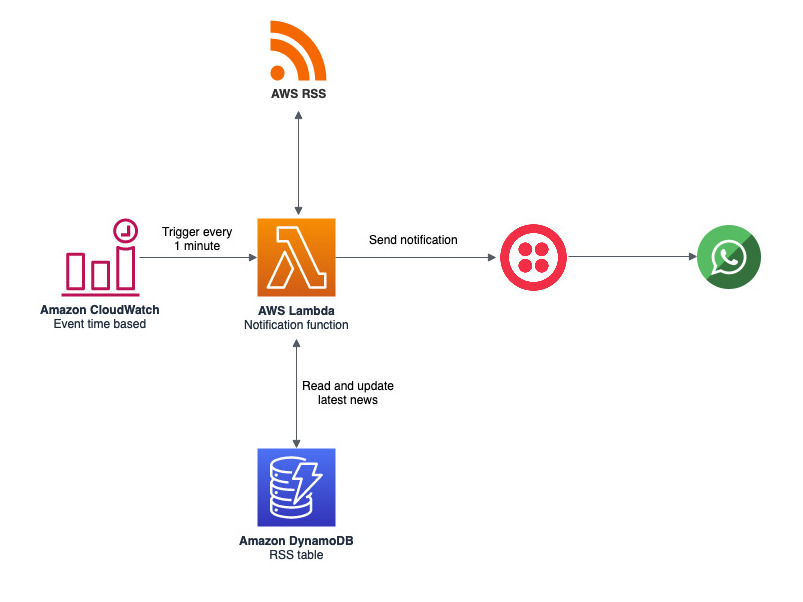 AWS RSS
Trigger every
1 minute
Send notification
Amazon CloudWatch
Event time based
AWS Lambda
Notification function
Read and update
latest news
Amazon DynamoDB
RSS table